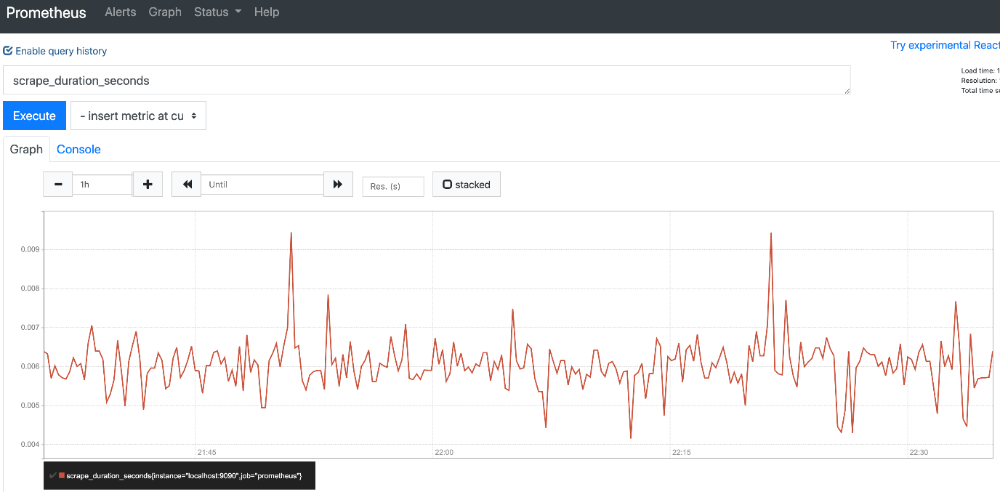 Prometheus Alerts Graph Status Help
Enable query history
Try experimental React
scrape_duration_seconds
Load time: 1
Resolution:
Total time se
Execute
- insert metric at cu
Graph Console
1h
Until
Res. (s)
stacked
0.009
0.008
0.007
0.006
0.005
0.004
21:45 22:00 22:15 22:30
✔ scrape_duration_seconds{instance="localhost:9090",job="prometheus"}